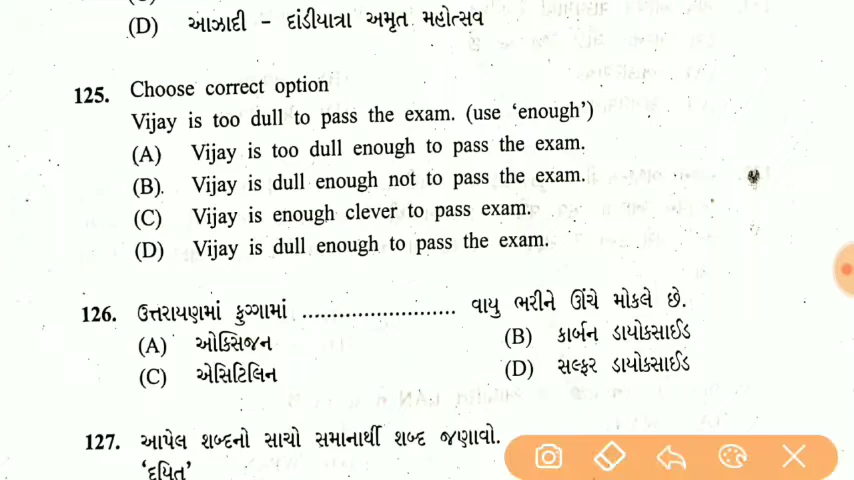 (D) આઝાદી – દાંડીયાત્રા અમૃત મહોત્સવ
125. Choose correct option
Vijay is too dull to pass the exam. (use ‘enough’)
(A) Vijay is too dull enough to pass the exam.
(B). Vijay is dull enough not to pass the exam.
(C) Vijay is enough clever to pass exam.
(D) Vijay is dull enough to pass the exam.
126. ઉત્તરાયણમાં ફુગ્ગામાં ........................ વાયુ ભરીને ઊંચે મોકલે છે.
(A) ઓક્સિજન (B) કાર્બન ડાયોકસાઈડ
(C) એસિટિલિન (D) સલ્ફર ડાયોકસાઈડ
127. આપેલ શબ્દનો સાચો સમાનાર્થી શબ્દ જણાવો.
‘દયિત’